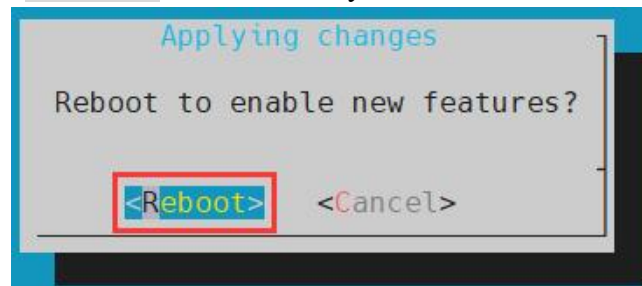 Applying changes
Reboot to enable new features?
<Reboot> <Cancel>